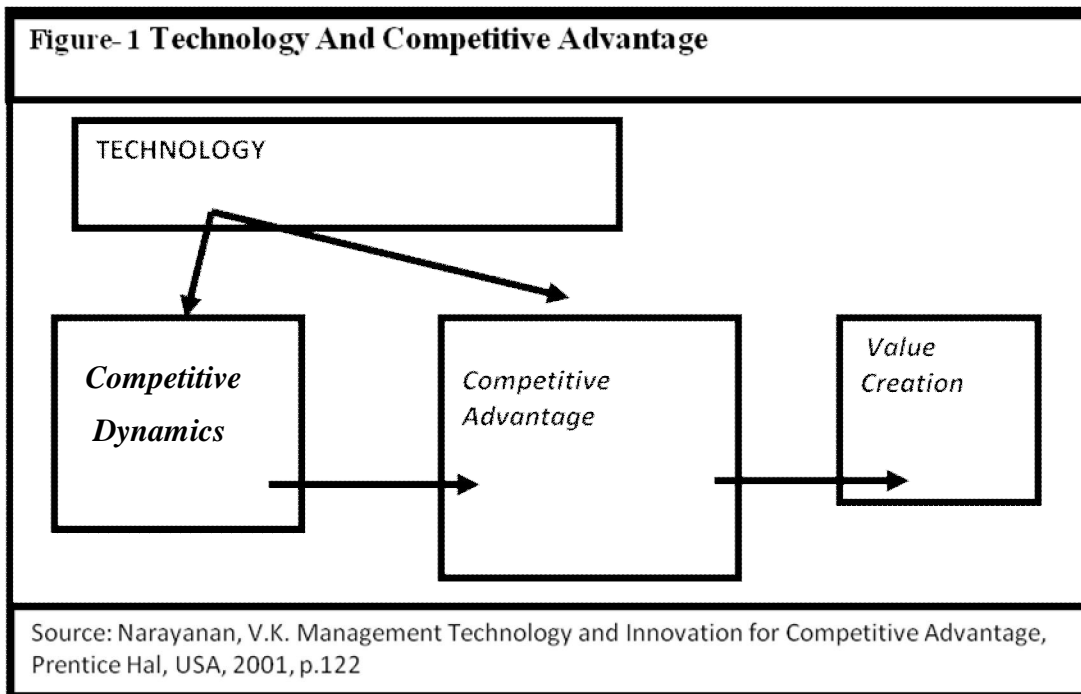 Figure- 1 Technology And Competitive Advantage
TECHNOLOGY
Competitive
Dynamics
Competitive
Advantage
Value
Creation
Source: Narayanan, V.K. Management Technology and Innovation for Competitive Advantage,
Prentice Hal, USA, 2001, p.122